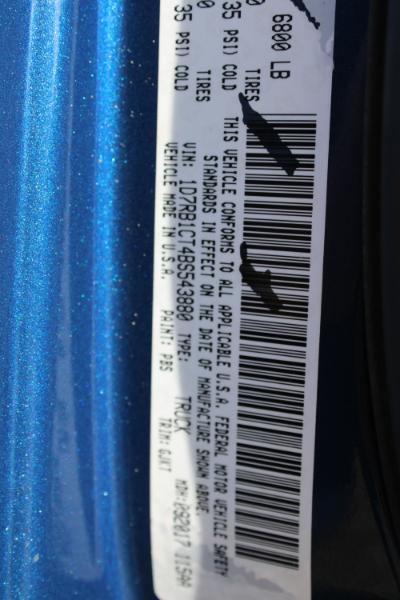 6800 LB
TIRES
35 PSI) COLD
TIRES
35 PSI) COLD
THIS VEHICLE CONFORMS TO ALL APPLICABLE U.S.A. FEDERAL MOTOR VEHICLE SAFETY
STANDARDS IN EFFECT ON THE DATE OF MANUFACTURE SHOWN ABOVE.
VIN: 1D7RB1CT4BS543880 TYPE: TRUCK
VEHICLE MADE IN U.S.A. PAINT: PBS TRIM: GJKT